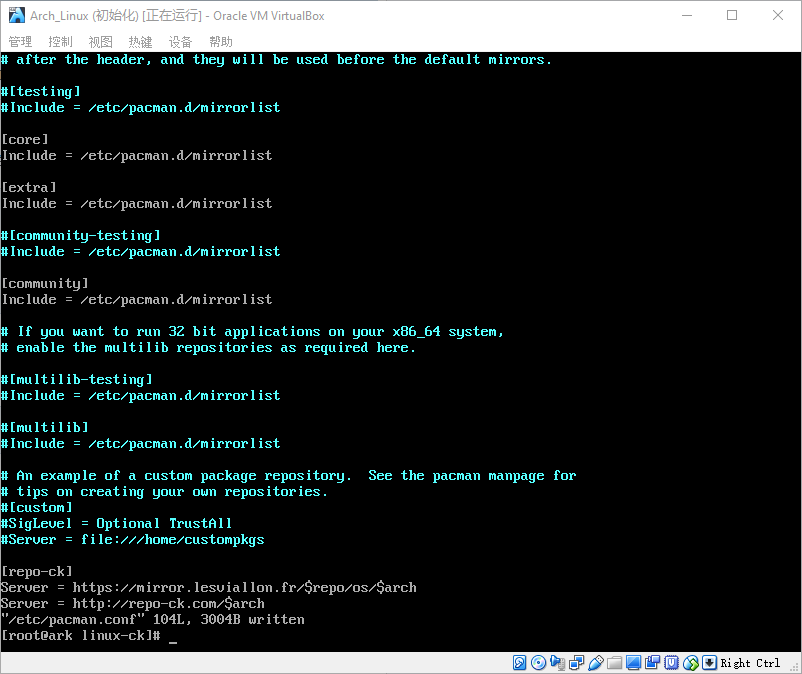 Arch_Linux (初始化) [正在运行] - Oracle VM VirtualBox
管理 控制 视图 热键 设备 帮助
# after the header, and they will be used before the default mirrors.
#[testing]
#Include = /etc/pacman.d/mirrorlist
[core]
Include = /etc/pacman.d/mirrorlist
[extra]
Include = /etc/pacman.d/mirrorlist
#[community-testing]
#Include = /etc/pacman.d/mirrorlist
[community]
Include = /etc/pacman.d/mirrorlist
# If you want to run 32 bit applications on your x86_64 system,
# enable the multilib repositories as required here.
#[multilib-testing]
#Include = /etc/pacman.d/mirrorlist
#[multilib]
#Include = /etc/pacman.d/mirrorlist
# An example of a custom package repository.  See the pacman manpage for
# tips on creating your own repositories.
#[custom]
#SigLevel = Optional TrustAll
#Server = file:///home/custompkgs
[repo-ck]
Server = https://mirror.lesviallon.fr/$repo/os/$arch
Server = http://repo-ck.com/$arch
"/etc/pacman.conf" 104L, 3004B written
[root@ark linux-ck]# _
Right Ctrl